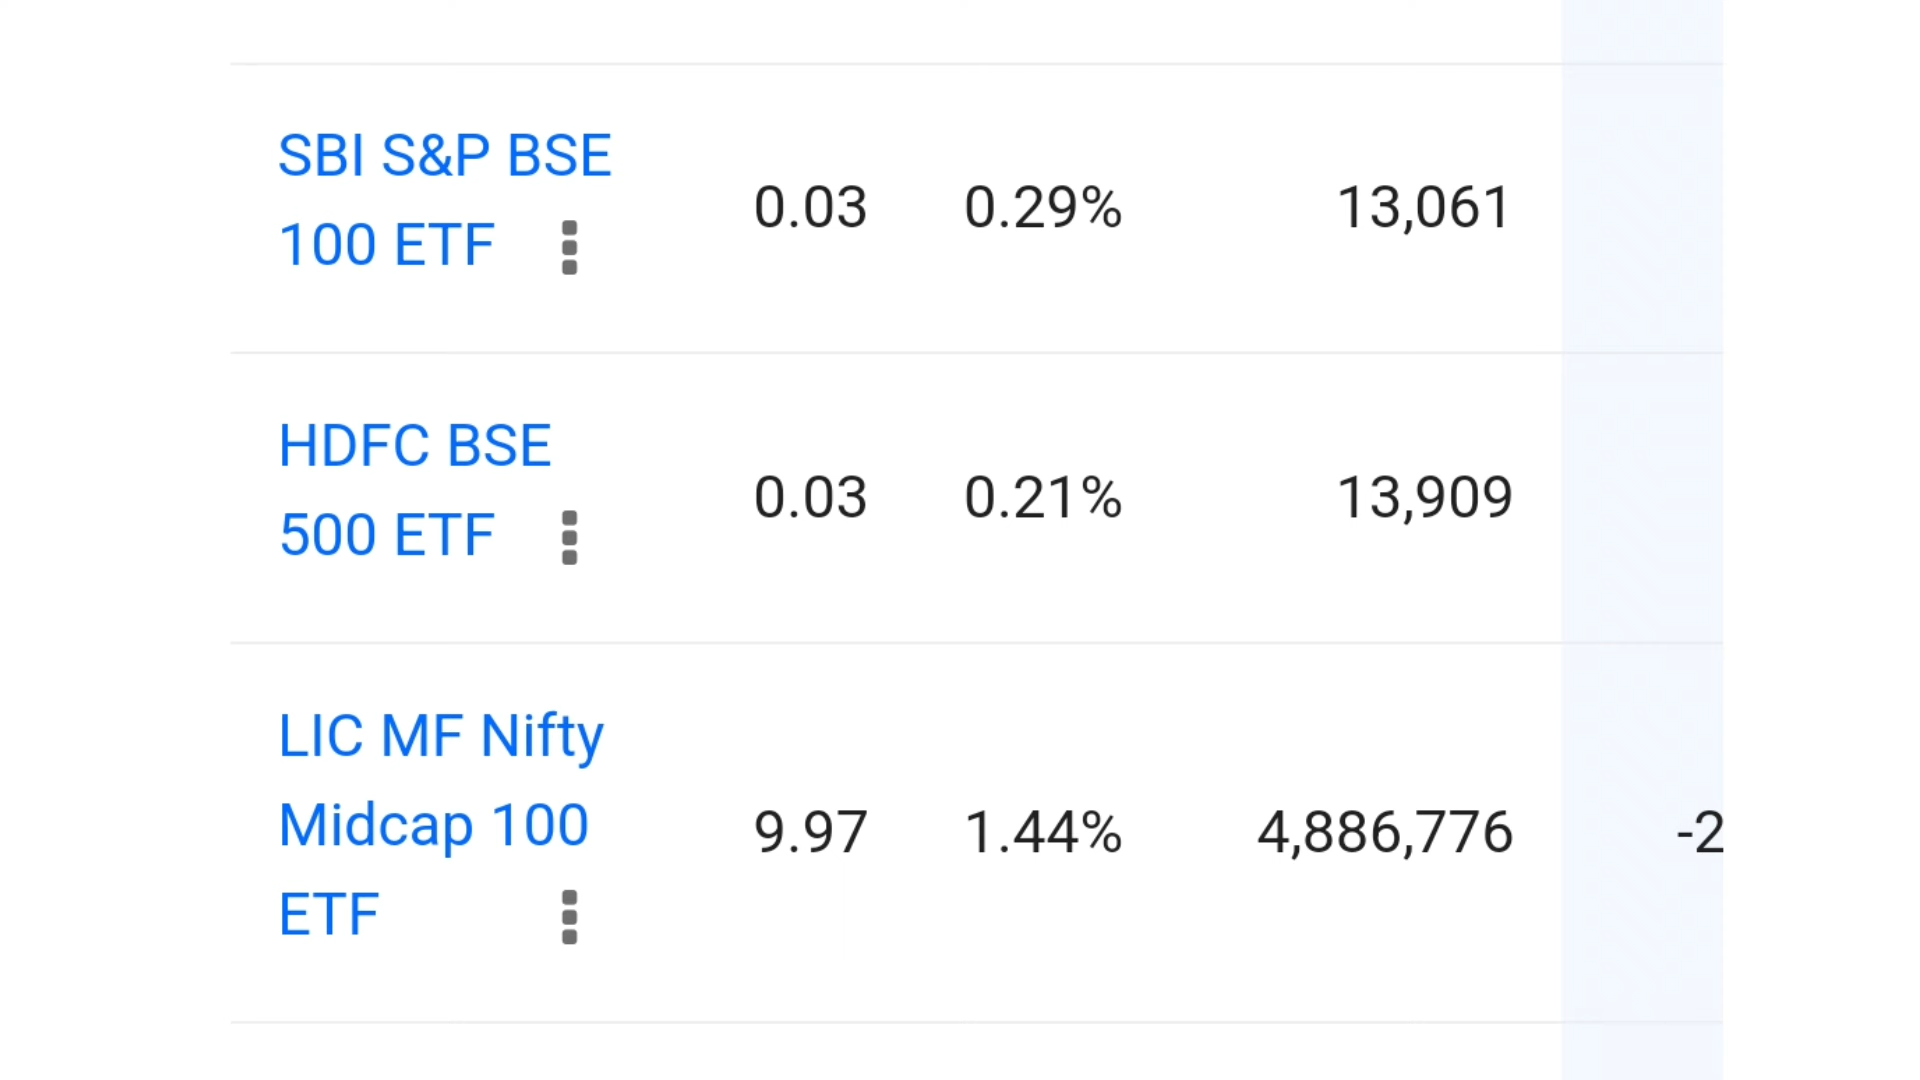 SBI S&P BSE
100 ETF
0.03 0.29% 13,061
HDFC BSE
500 ETF
0.03 0.21% 13,909
LIC MF Nifty
Midcap 100
ETF
9.97 1.44% 4,886,776 -2